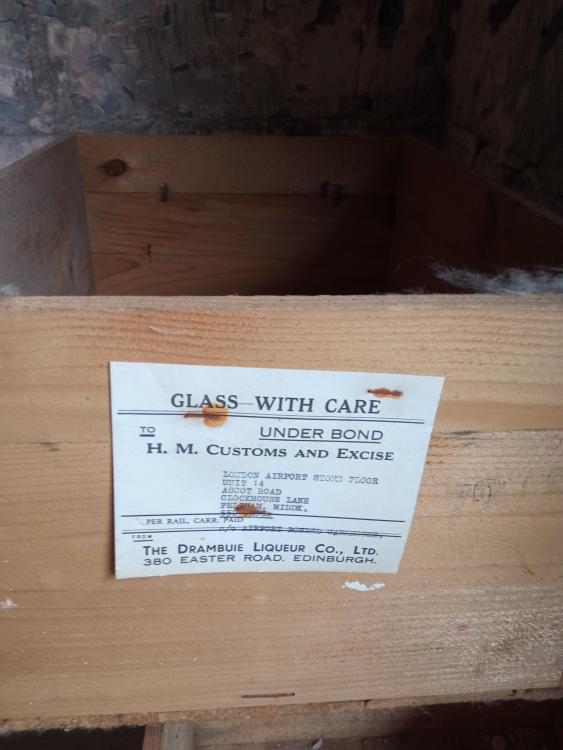 GLASS WITH CARE
TO UNDER BOND
H. M. CUSTOMS AND EXCISE
LONDON AIRPORT STORE FLOOR
UNIT 14
ASCOT ROAD
CLOCKHOUSE LANE
FELTHAM, MIDDX.
PER RAIL, CARR. PAID
c/o AIRPORT BONDED WAREHOUSE.
FROM
THE DRAMBUIE LIQUEUR CO., LTD.
380 EASTER ROAD. EDINBURGH.